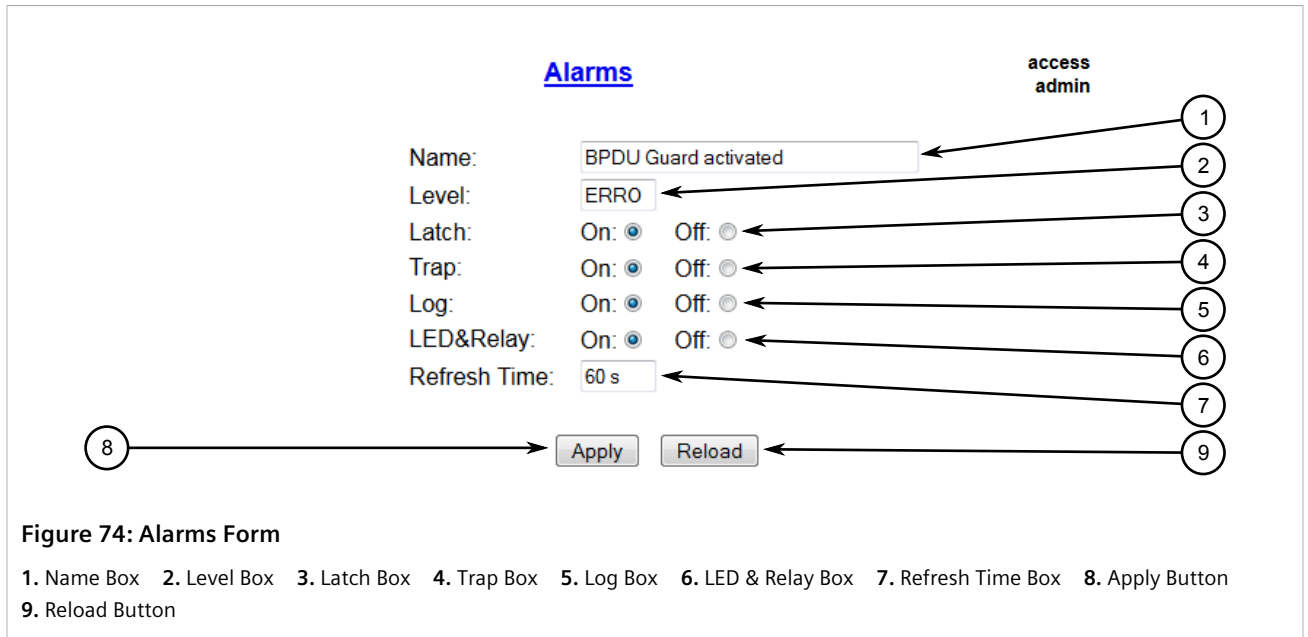 Alarms
access
admin
1
Name: BPDU Guard activated
2
Level: ERRO
3
Latch: On: Off:
4
Trap: On: Off:
5
Log: On: Off:
6
LED&Relay: On: Off:
7
Refresh Time: 60 s
8 Apply Reload 9
Figure 74: Alarms Form
1. Name Box 2. Level Box 3. Latch Box 4. Trap Box 5. Log Box 6. LED & Relay Box 7. Refresh Time Box 8. Apply Button
9. Reload Button